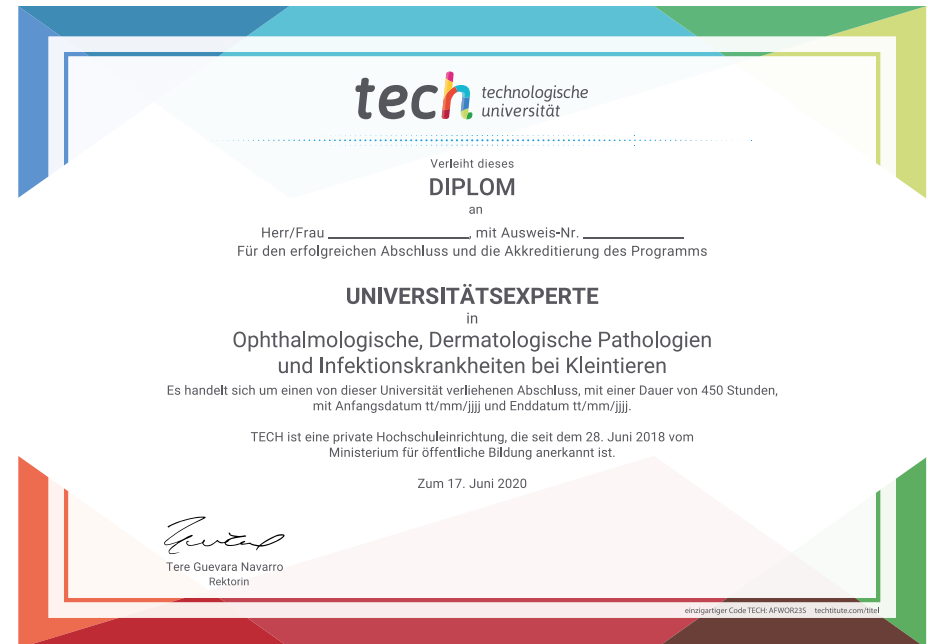 tech technologische
universität
Verleiht dieses
DIPLOM
an
Herr/Frau ____________________, mit Ausweis-Nr. ______________
Für den erfolgreichen Abschluss und die Akkreditierung des Programms
UNIVERSITÄTSEXPERTE
in
Ophthalmologische, Dermatologische Pathologien
und Infektionskrankheiten bei Kleintieren
Es handelt sich um einen von dieser Universität verliehenen Abschluss, mit einer Dauer von 450 Stunden,
mit Anfangsdatum tt/mm/jjjj und Enddatum tt/mm/jjjj.
TECH ist eine private Hochschuleinrichtung, die seit dem 28. Juni 2018 vom
Ministerium für öffentliche Bildung anerkannt ist.
Zum 17. Juni 2020
Tere Guevara Navarro
Rektorin
einzigartiger Code TECH: AFWOR23S techtitute.com/titel